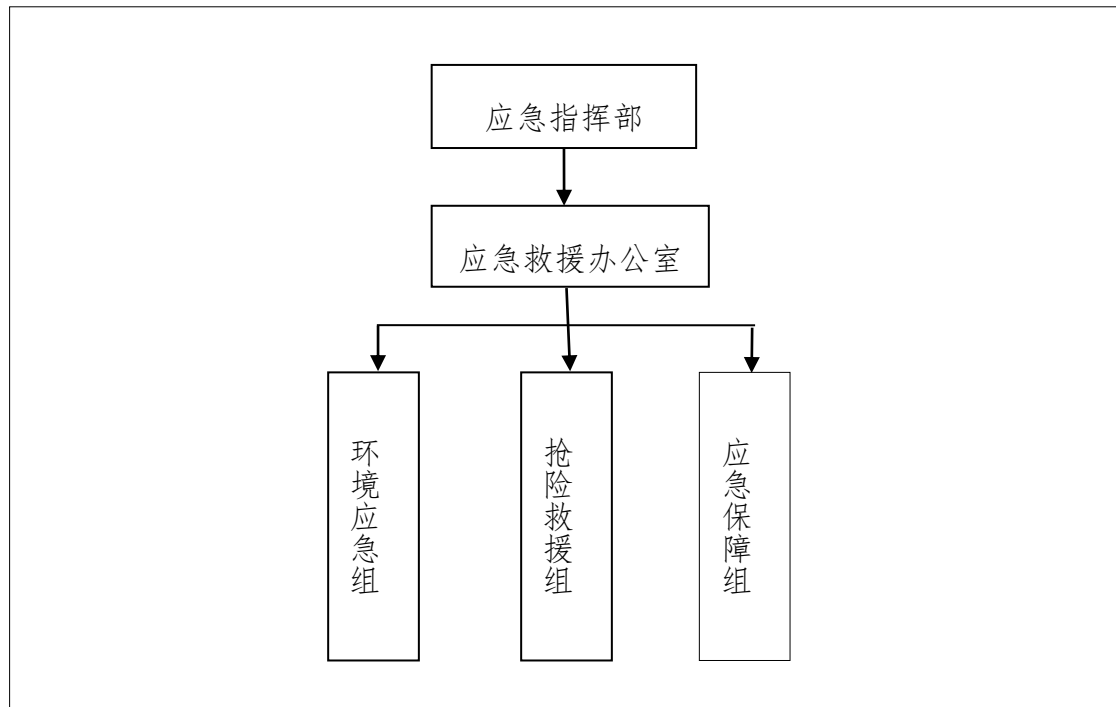 应急指挥部
应急救援办公室
环境应急组
抢险救援组
应急保障组